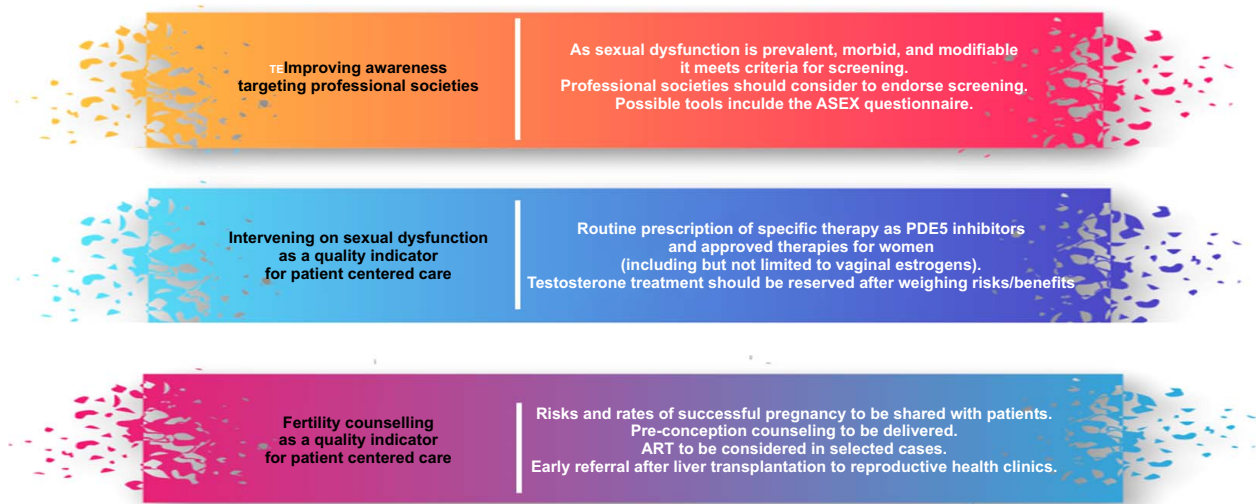 TEImproving awareness
targeting professional societies
As sexual dysfunction is prevalent, morbid, and modifiable
it meets criteria for screening.
Professional societies should consider to endorse screening.
Possible tools inculde the ASEX questionnaire.
Intervening on sexual dysfunction
as a quality indicator
for patient centered care
Routine prescription of specific therapy as PDE5 inhibitors
and approved therapies for women
(including but not limited to vaginal estrogens).
Testosterone treatment should be reserved after weighing risks/benefits
Fertility counselling
as a quality indicator
for patient centered care
Risks and rates of successful pregnancy to be shared with patients.
Pre-conception counseling to be delivered.
ART to be considered in selected cases.
Early referral after liver transplantation to reproductive health clinics.